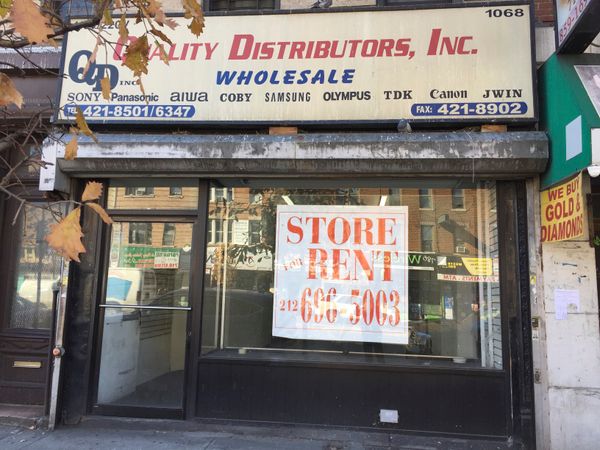 1068
QUALITY DISTRIBUTORS, INC.
QD INC.
WHOLESALE
SONY Panasonic aiwa COBY SAMSUNG OLYMPUS TDK Canon JWIN
TEL 421-8501/6347
FAX: 421-8902
WE BUY
GOLD &
DIAMONDS
STORE
FOR RENT
212 696-5003